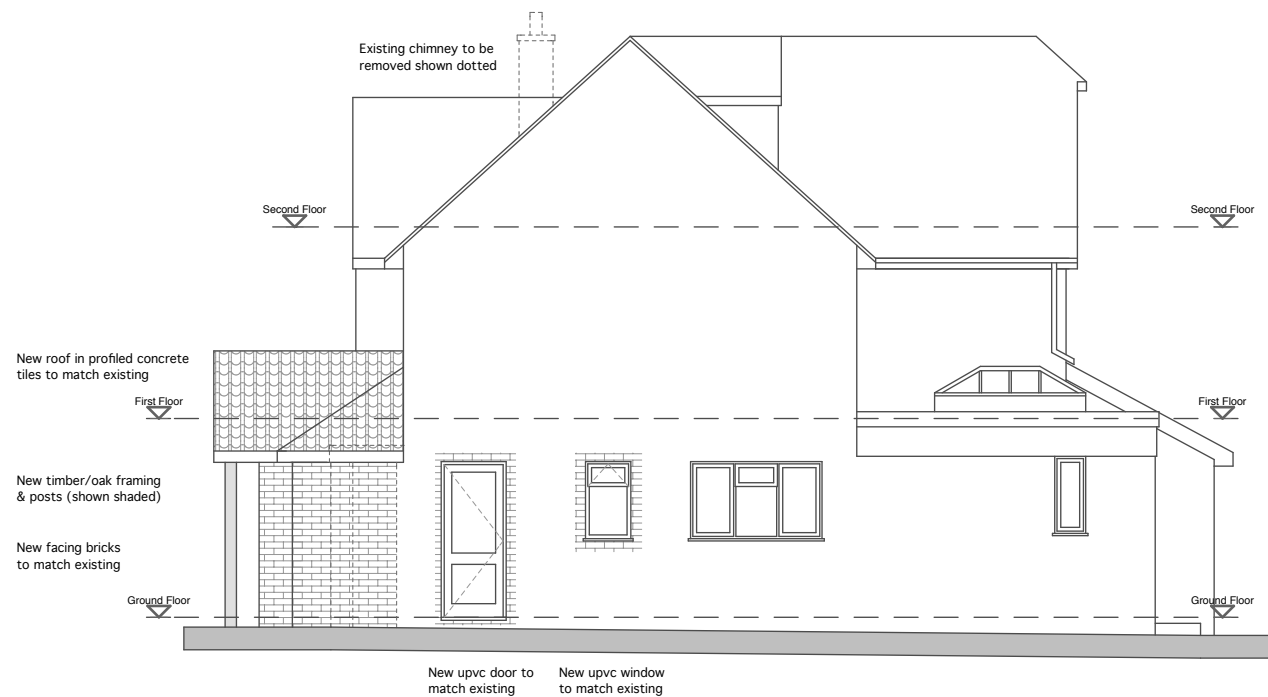 Existing chimney to be
removed shown dotted
Second Floor
Second Floor
New roof in profiled concrete
tiles to match existing
First Floor
First Floor
New timber/oak framing
& posts (shown shaded)
New facing bricks
to match existing
Ground Floor
Ground Floor
New upvc door to
match existing
New upvc window
to match existing